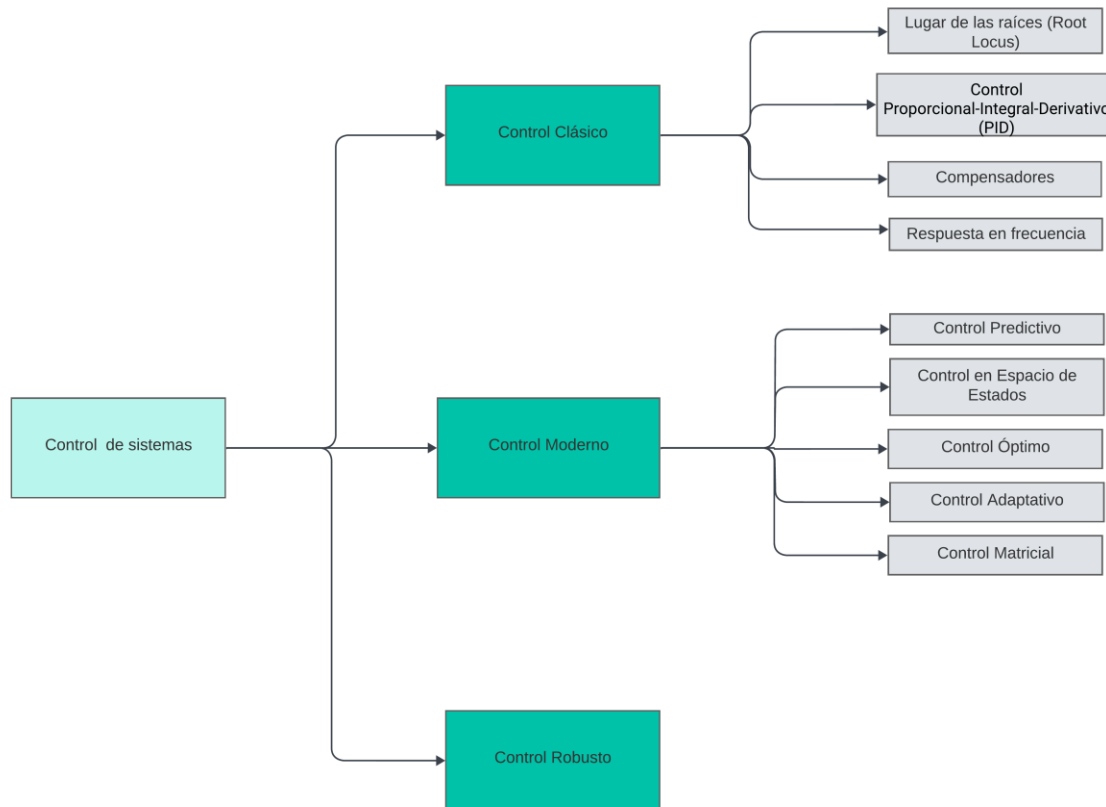 Lugar de las raíces (Root
Locus)
Control
Proporcional-Integral-Derivativo
(PID)
Control Clásico
Compensadores
Respuesta en frecuencia
Control Predictivo
Control en Espacio de
Estados
Control de sistemas
Control Moderno
Control Óptimo
Control Adaptativo
Control Matricial
Control Robusto